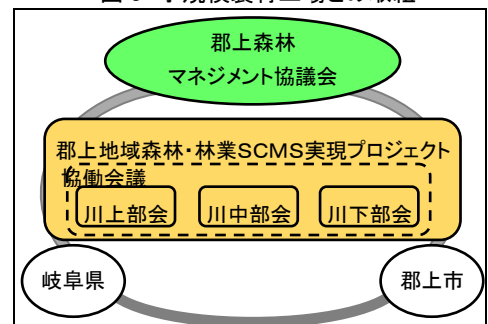 郡上森林
マネジメント協議会
郡上地域森林・林業SCMS実現プロジェクト
協働会議
川上部会 川中部会 川下部会
岐阜県 郡上市